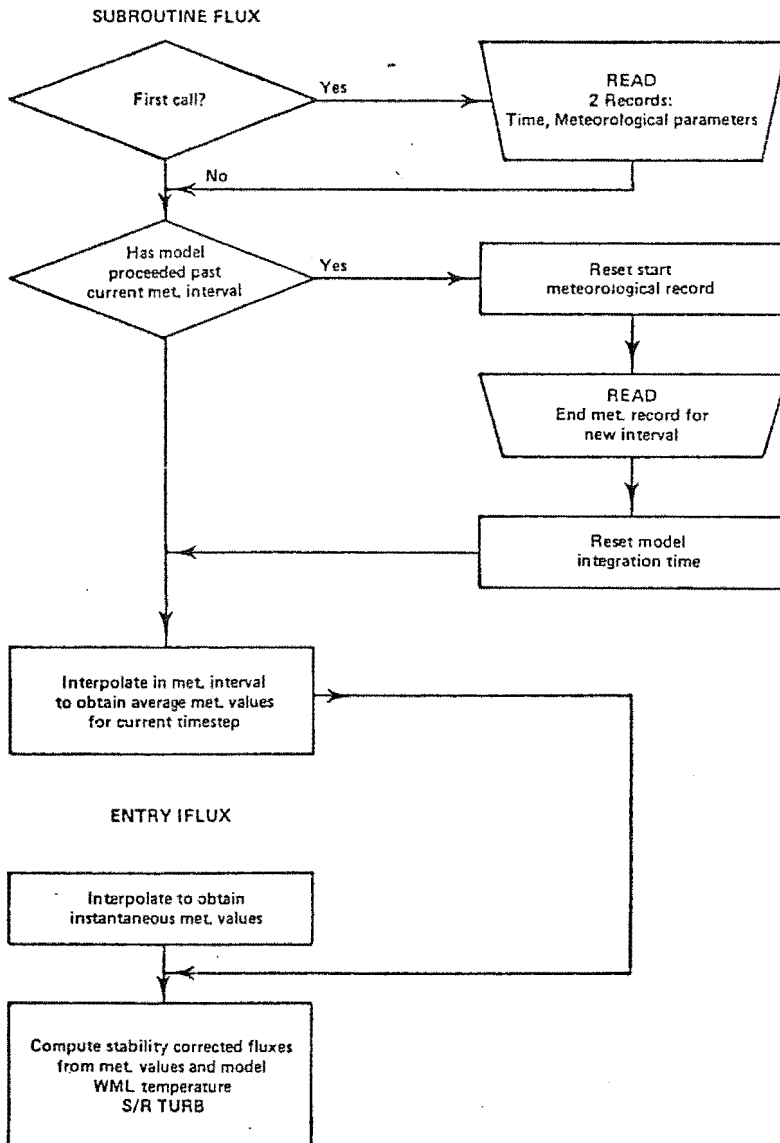 SUBROUTINE FLUX
First call?
Yes
READ
2 Records:
Time, Meteorological parameters
No
Has model
proceeded past
current met. interval
Yes
Reset start
meteorological record
READ
End met. record for
new interval
Reset model
integration time
Interpolate in met. interval
to obtain average met. values
for current timestep
ENTRY IFLUX
Interpolate to obtain
instantaneous met. values
Compute stability corrected fluxes
from met. values and model
WML temperature
S/R TURB